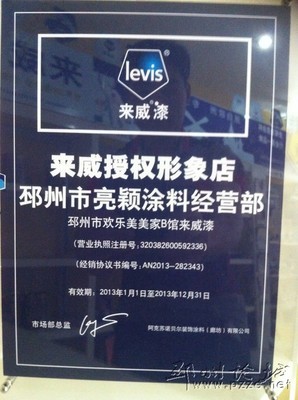 levis
来威漆
来威授权形象店
邳州市亮颖涂料经营部
邳州市欢乐美美家B馆来威漆
(营业执照注册号：320382600592336)
(经销协议书编号：AN2013-282343)
有效期：2013年1月1日至2013年12月31日
市场部总监
阿克苏诺贝尔装饰涂料（廊坊）有限公司
邳州论坛
www.pzzc.net